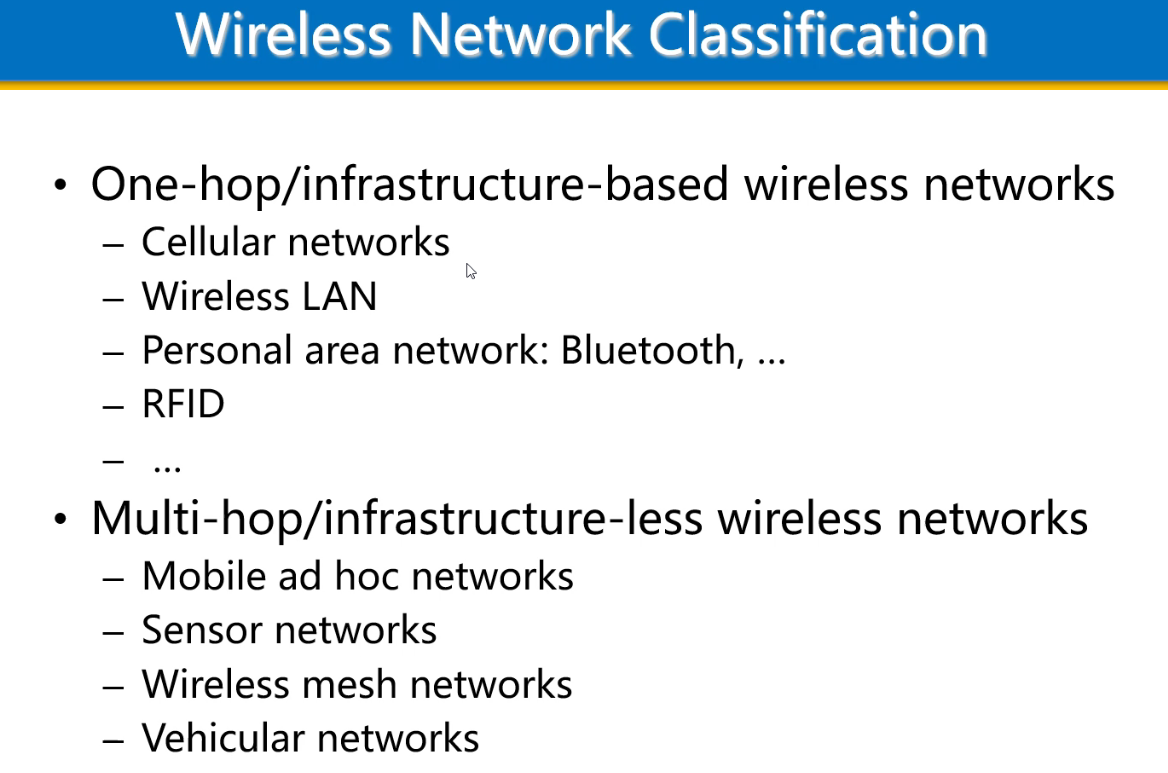 Wireless Network Classification
• One-hop/infrastructure-based wireless networks
– Cellular networks
– Wireless LAN
– Personal area network: Bluetooth, ...
– RFID
– ...
• Multi-hop/infrastructure-less wireless networks
– Mobile ad hoc networks
– Sensor networks
– Wireless mesh networks
– Vehicular networks